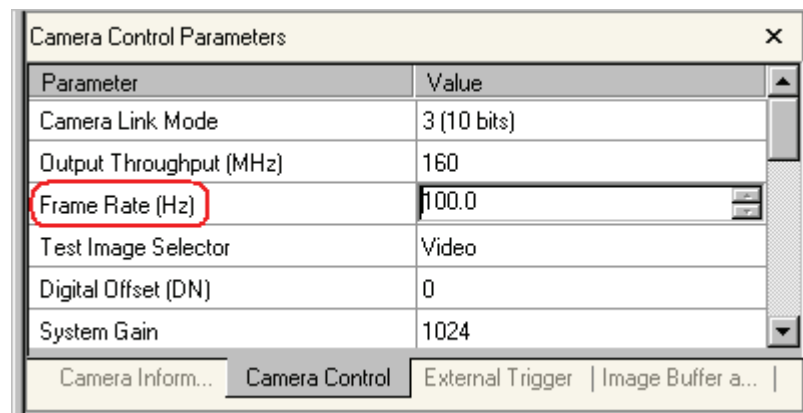 Camera Control Parameters
Parameter Value
Camera Link Mode 3 (10 bits)
Output Throughput (MHz) 160
Frame Rate (Hz) 100.0
Test Image Selector Video
Digital Offset (DN) 0
System Gain 1024
Camera Inform... Camera Control External Trigger | Image Buffer a... |